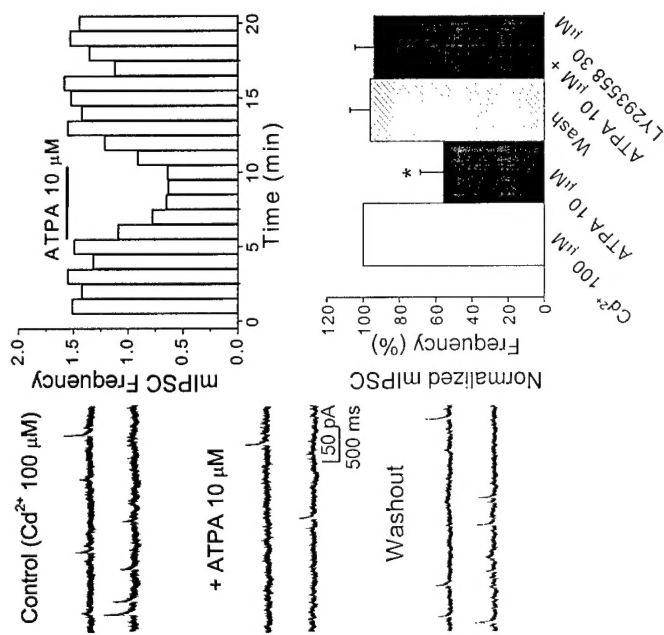 Control (Cd²⁺ 100 µM)
+ ATPA 10 µM
50 pA
500 ms
Washout
mIPSC Frequency
2.0
1.5
1.0
0.5
0.0
ATPA 10 µM
0
5
10
15
20
Time (min)
Normalized mIPSC
Frequency (%)
120
100
80
60
40
20
0
*
Cd²⁺ 100 µM
ATPA 10 µM
Wash
ATPA 10 µM +
LY293558 30 µM